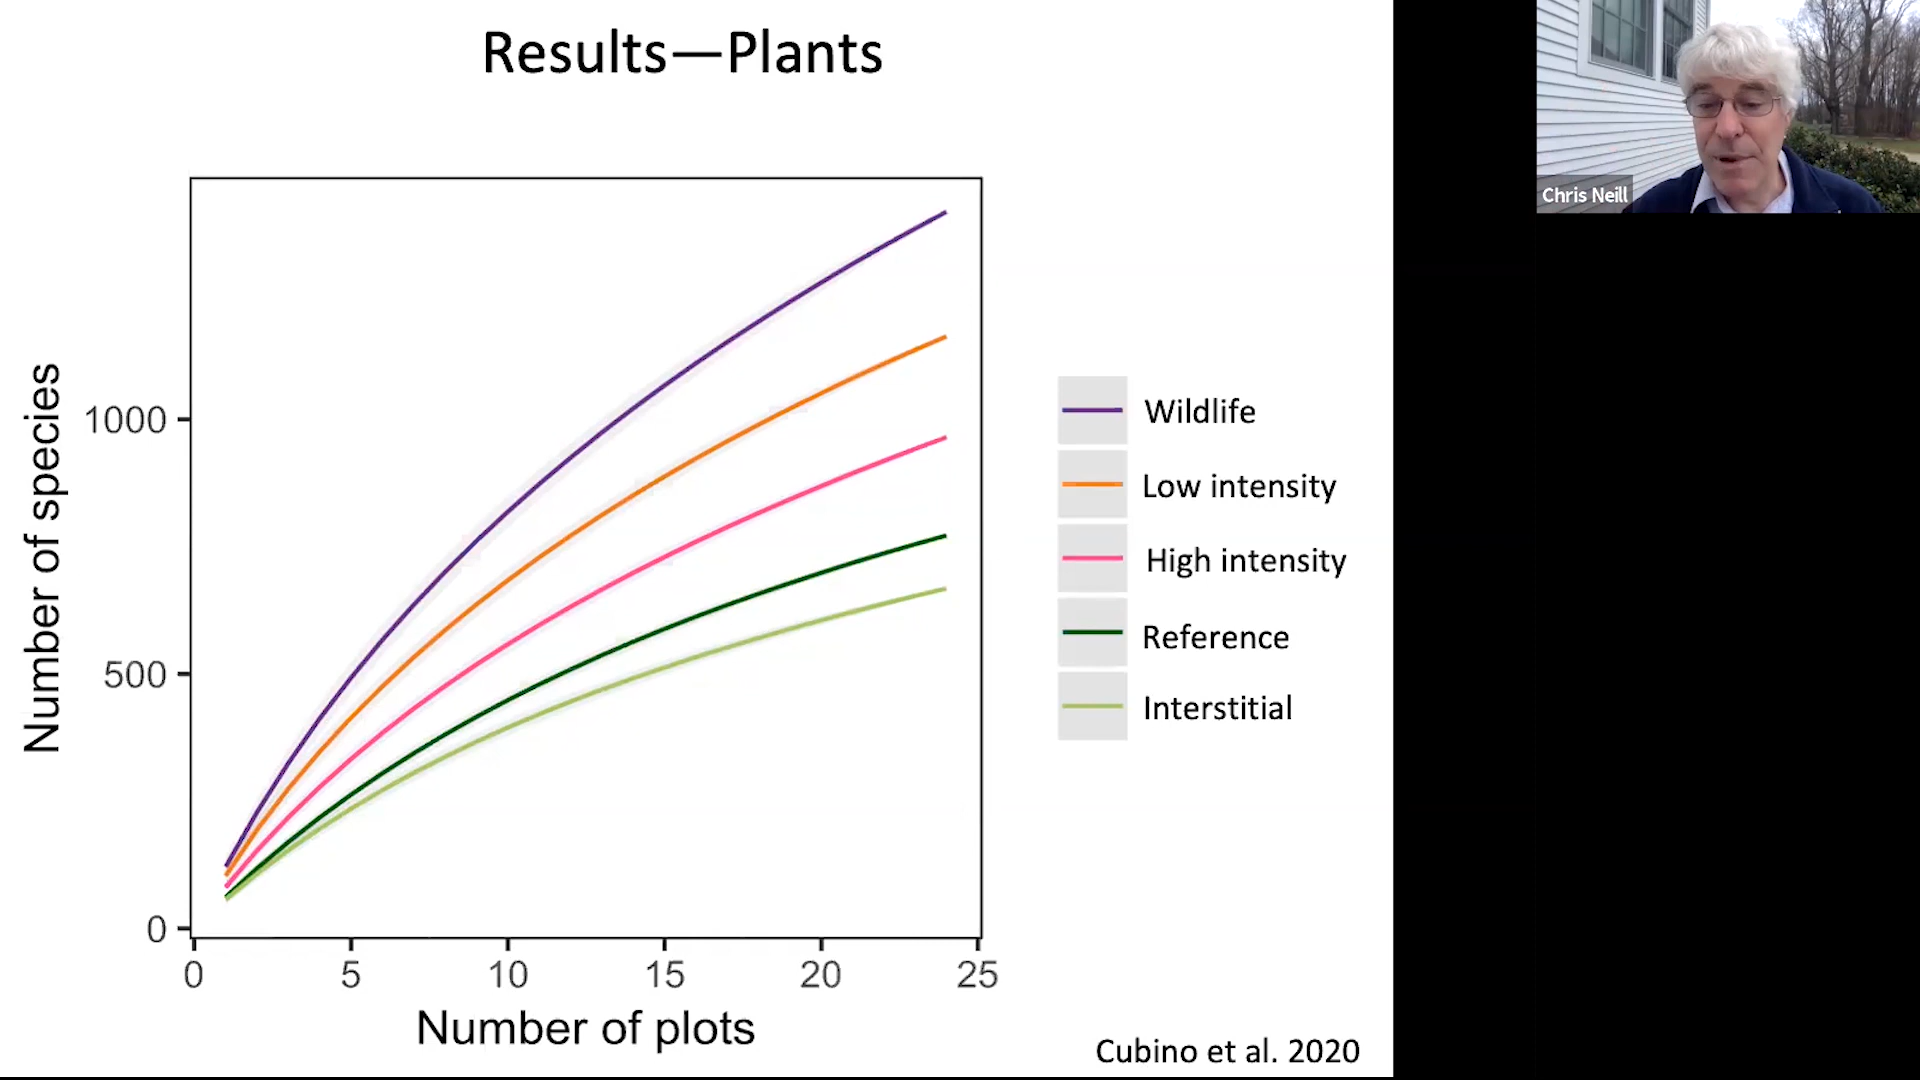 Results—Plants
Chris Neill
Number of species
1000
500
0
0 5 10 15 20 25
Number of plots
Wildlife
Low intensity
High intensity
Reference
Interstitial
Cubino et al. 2020